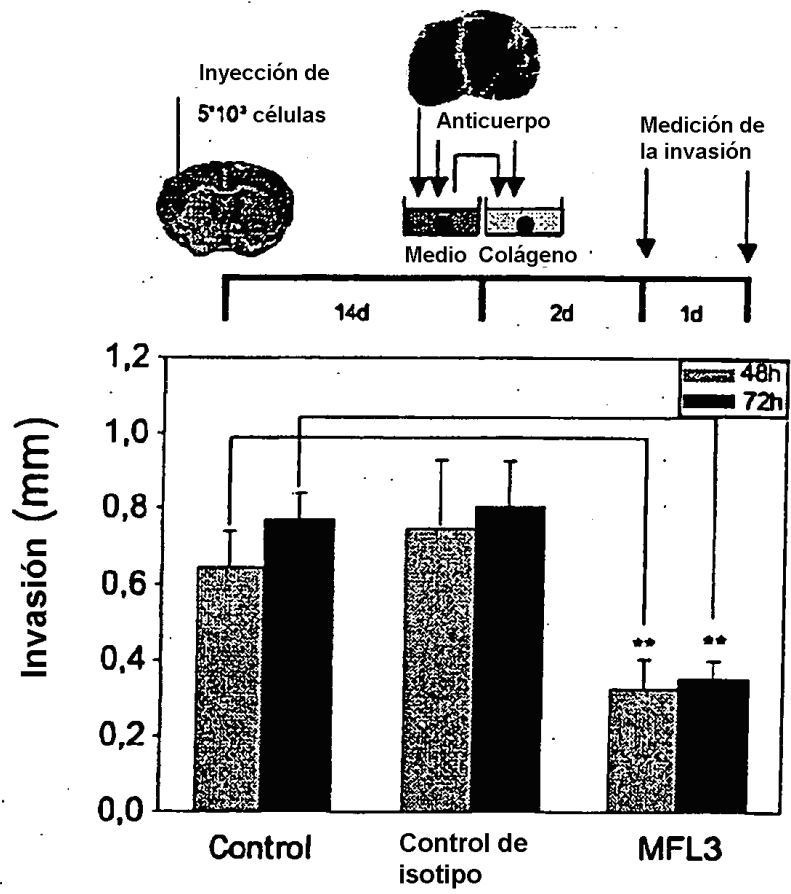 Inyección de
5*10³ células
Anticuerpo
Medición de
la invasión
Medio Colágeno
14d 2d 1d
1,2
1,0
0,8
0,6
0,4
0,2
0,0
Invasión (mm)
48h
72h
** **
Control
Control de
isotipo
MFL3